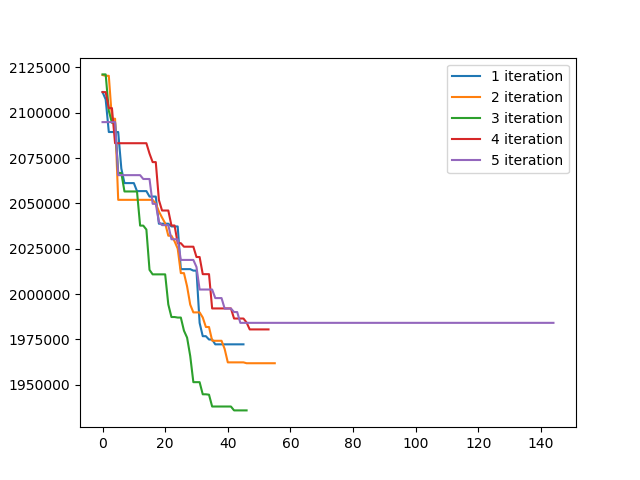 2125000
2100000
2075000
2050000
2025000
2000000
1975000
1950000
0 20 40 60 80 100 120 140
1 iteration
2 iteration
3 iteration
4 iteration
5 iteration